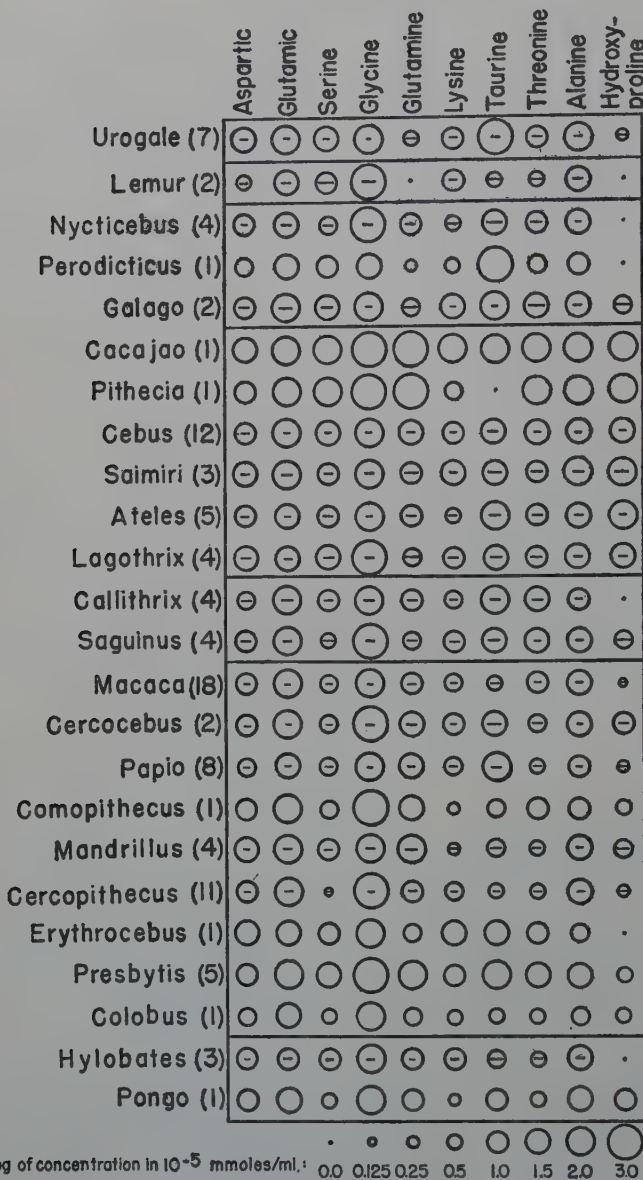 Aspartic Glutamic Serine Glycine Glutamine Lysine Taurine Threonine Alanine Hydroxy-proline
Urogale (7)
Lemur (2)
Nycticebus (4)
Perodicticus (1)
Galago (2)
Cacajao (1)
Pithecia (1)
Cebus (12)
Saimiri (3)
Ateles (5)
Lagothrix (4)
Callithrix (4)
Saguinus (4)
Macaca (18)
Cercocebus (2)
Papio (8)
Comopithecus (1)
Mandrillus (4)
Cercopithecus (11)
Erythrocebus (1)
Presbytis (5)
Colobus (1)
Hylobates (3)
Pongo (1)
of concentration in 10-5 mmoles/ml.: 0.0 0.125 0.25 0.5 1.0 1.5 2.0 3.0